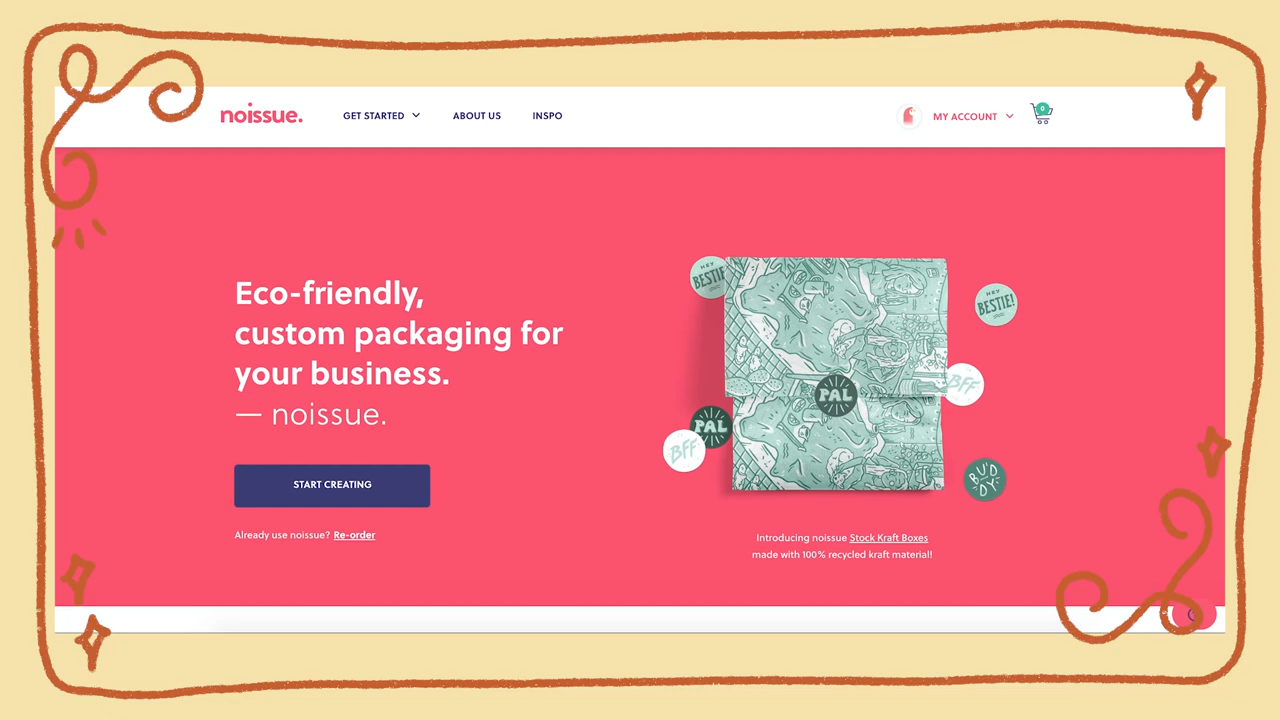 noissue.
GET STARTED
ABOUT US
INSPO
MY ACCOUNT
0
Eco-friendly,
custom packaging for
your business.
— noissue.
START CREATING
Already use noissue? Re-order
HEY
BESTIE
HEY
BESTIE!
PAL
BFF
PAL
BFF
BUD
DY
Introducing noissue Stock Kraft Boxes
made with 100% recycled kraft material!